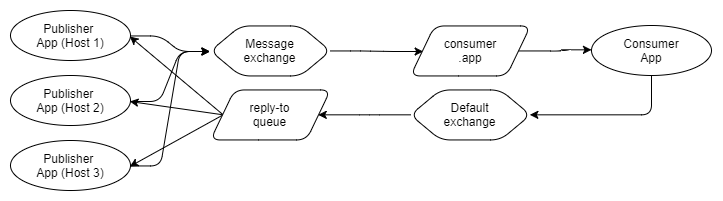 Publisher
App (Host 1)
Message
exchange
consumer
.app
Consumer
App
Publisher
App (Host 2)
reply-to
queue
Default
exchange
Publisher
App (Host 3)